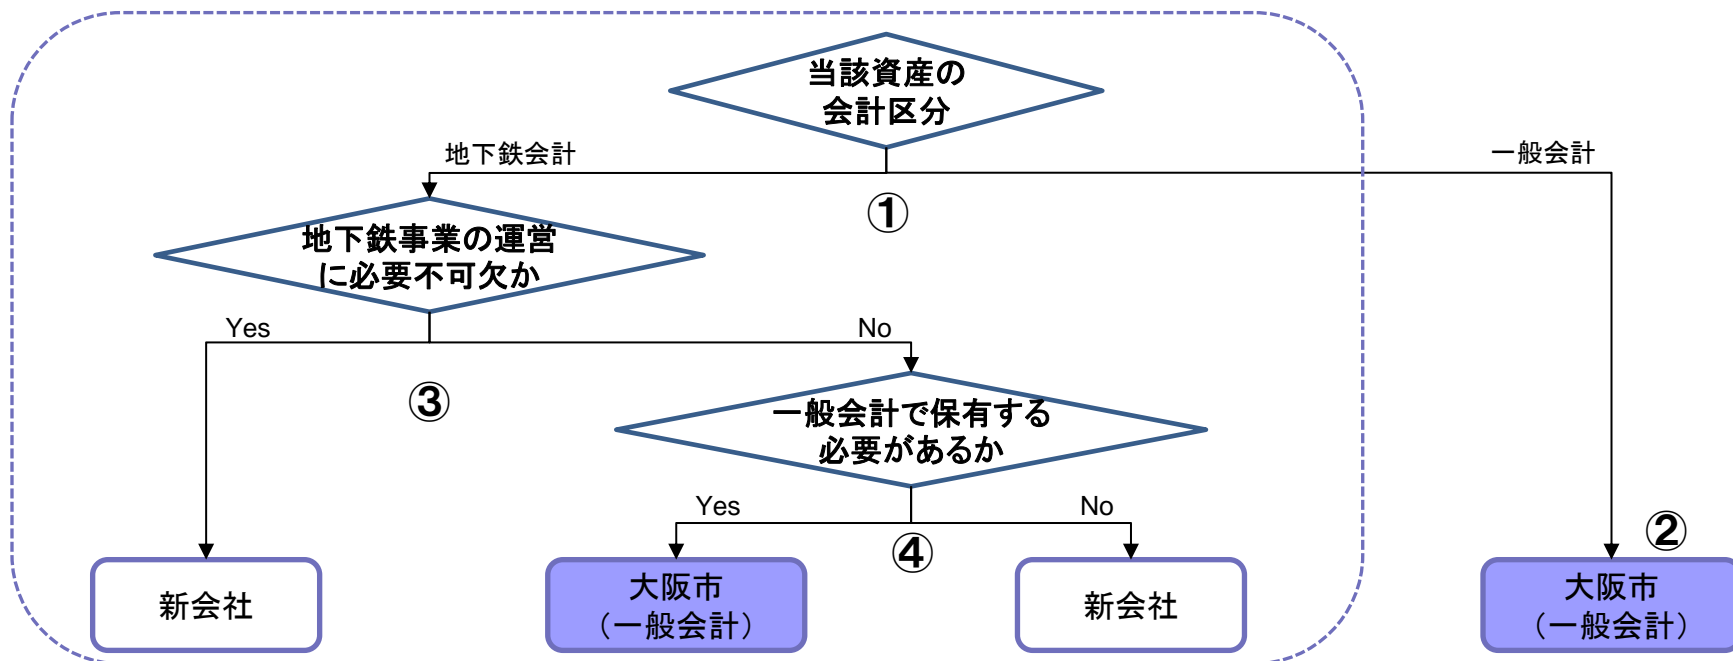 当該資産の
会計区分
地下鉄会計
一般会計
①
地下鉄事業の運営
に必要不可欠か
Yes
No
③
一般会計で保有する
必要があるか
Yes
No
④
②
新会社
大阪市
（一般会計）
新会社
大阪市
（一般会計）